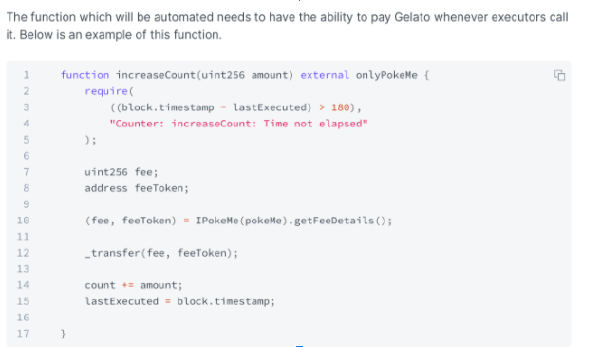 The function which will be automated needs to have the ability to pay Gelato whenever executors call
it. Below is an example of this function.
1 function increaseCount(uint256 amount) external onlyPokeMe {
2 require(
3 ((block.timestamp - lastExecuted) > 180),
4 "Counter: increaseCount: Time not elapsed"
5 );
6
7 uint256 fee;
8 address feeToken;
9
10 (fee, feeToken) = IPokeMe(pokeMe).getFeeDetails();
11
12 _transfer(fee, feeToken);
13
14 count += amount;
15 lastExecuted = block.timestamp;
16
17 }